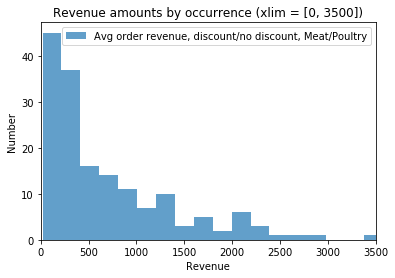 Revenue amounts by occurrence (xlim = [0, 3500])
Avg order revenue, discount/no discount, Meat/Poultry
Number
40
30
20
10
0
0 500 1000 1500 2000 2500 3000 3500
Revenue